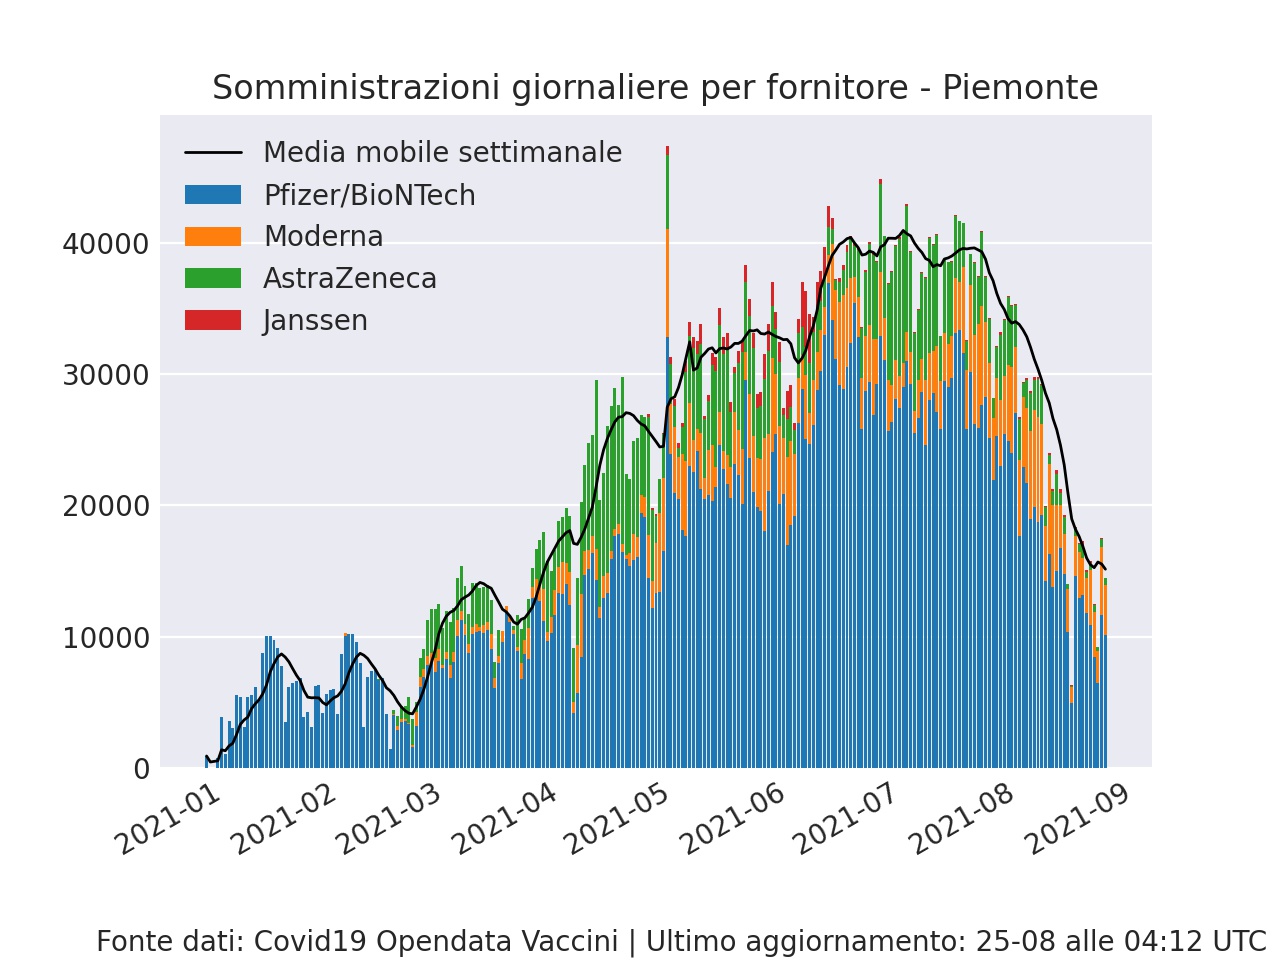 Somministrazioni giornaliere per fornitore - Piemonte
Media mobile settimanale
Pfizer/BioNTech
Moderna
AstraZeneca
Janssen
40000
30000
20000
10000
0
2021-01
2021-02
2021-03
2021-04
2021-05
2021-06
2021-07
2021-08
2021-09
Fonte dati: Covid19 Opendata Vaccini | Ultimo aggiornamento: 25-08 alle 04:12 UTC